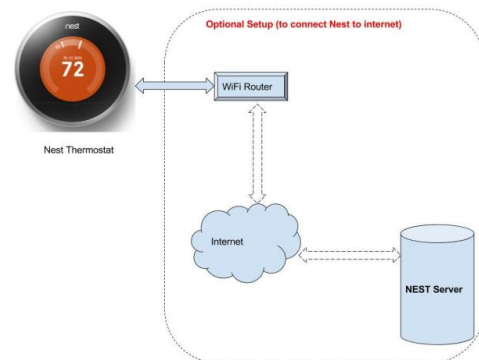 Optional Setup (to connect Nest to internet)
nest
72
WiFi Router
Nest Thermostat
Internet
NEST Server